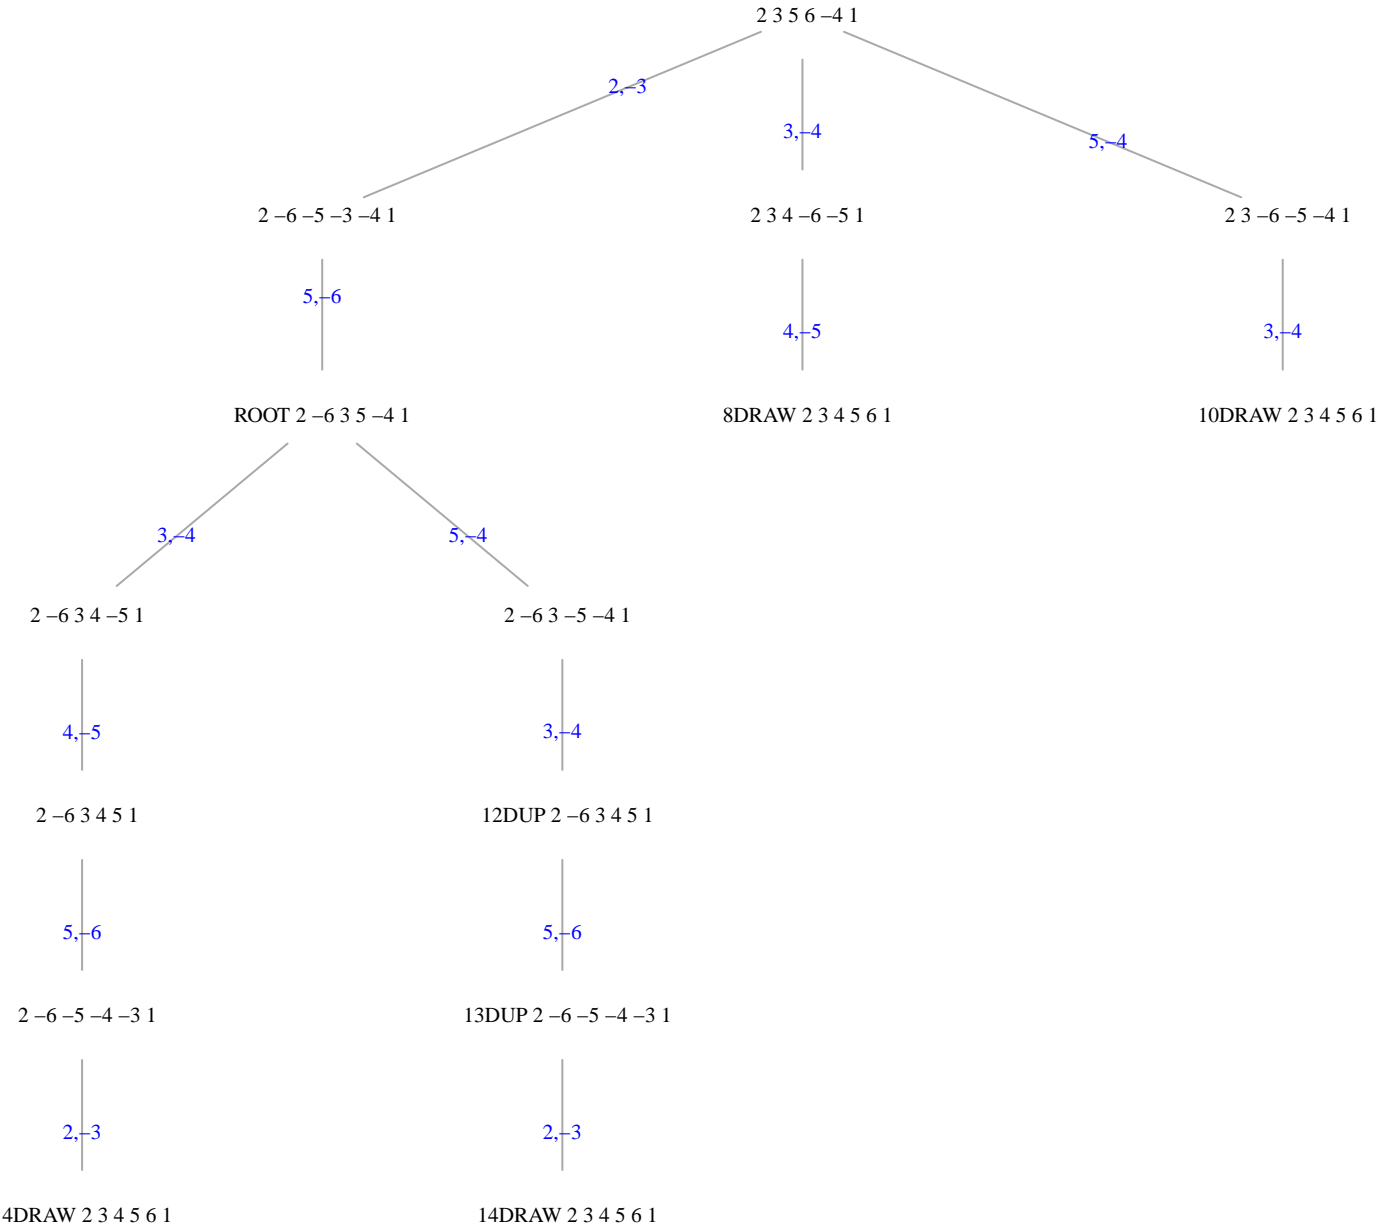 2 3 5 6 –4 1
2,–3
3,–4
5,–4
2 –6 –5 –3 –4 1
2 3 4 –6 –5 1
2 3 –6 –5 –4 1
5,–6
4,–5
3,–4
ROOT 2 –6 3 5 –4 1
8DRAW 2 3 4 5 6 1
10DRAW 2 3 4 5 6 1
3,–4
5,–4
2 –6 3 4 –5 1
2 –6 3 –5 –4 1
4,–5
3,–4
2 –6 3 4 5 1
12DUP 2 –6 3 4 5 1
5,–6
5,–6
2 –6 –5 –4 –3 1
13DUP 2 –6 –5 –4 –3 1
2,–3
2,–3
4DRAW 2 3 4 5 6 1
14DRAW 2 3 4 5 6 1